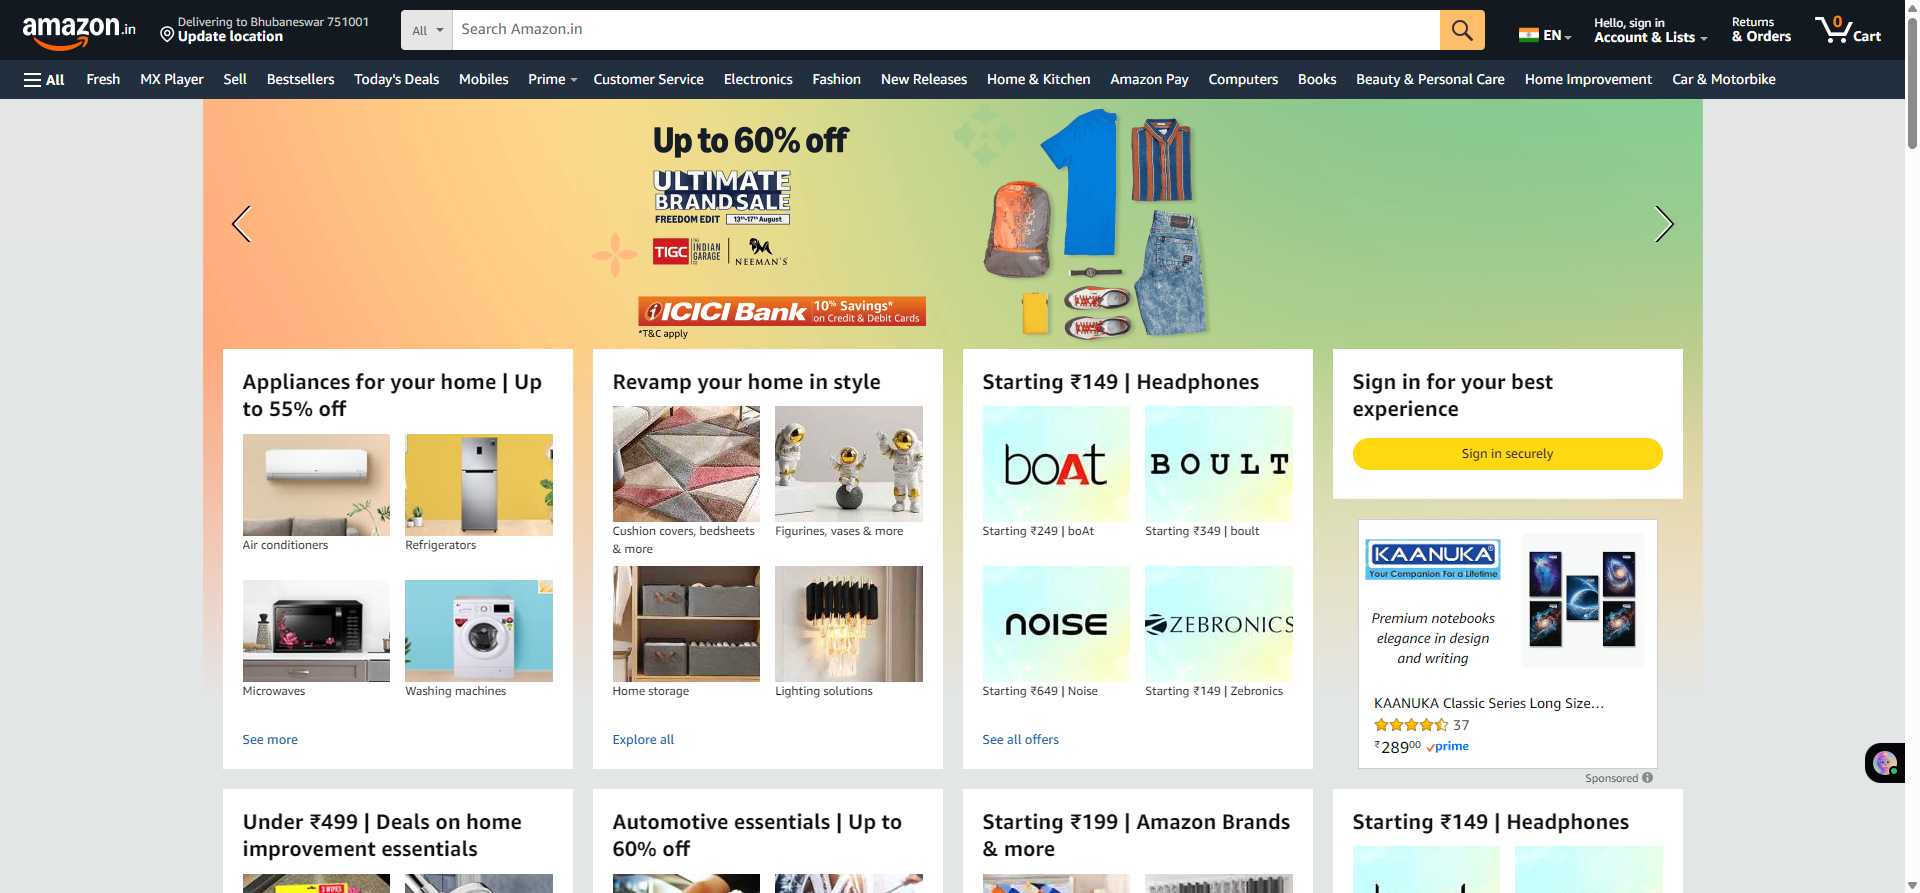 amazon.in
Delivering to Bhubaneswar 751001
Update location
All
Search Amazon.in
EN
Hello, sign in
Account & Lists
Returns
& Orders
0
Cart
All
Fresh
MX Player
Sell
Bestsellers
Today's Deals
Mobiles
Prime
Customer Service
Electronics
Fashion
New Releases
Home & Kitchen
Amazon Pay
Computers
Books
Beauty & Personal Care
Home Improvement
Car & Motorbike
Up to 60% off
ULTIMATE
BRAND SALE
FREEDOM EDIT 13th-17th August
TIGC THE INDIAN GARAGE CO
NEEMAN'S
ICICI Bank
10% Savings*
on Credit & Debit Cards
*T&C apply
Appliances for your home | Up
to 55% off
Air conditioners
Refrigerators
Microwaves
Washing machines
See more
Revamp your home in style
Cushion covers, bedsheets
& more
Figurines, vases & more
Home storage
Lighting solutions
Explore all
Starting ₹149 | Headphones
boAt
BOULT
Starting ₹249 | boAt
Starting ₹349 | boult
noise
ZEBRONICS
Starting ₹649 | Noise
Starting ₹149 | Zebronics
See all offers
Sign in for your best
experience
Sign in securely
KAANUKA®
Your Companion For a Lifetime
Premium notebooks
elegance in design
and writing
KAANUKA Classic Series Long Size…
37
₹28900 prime
Sponsored
Under ₹499 | Deals on home
improvement essentials
3 WIPES
Automotive essentials | Up to
60% off
Starting ₹199 | Amazon Brands
& more
Starting ₹149 | Headphones